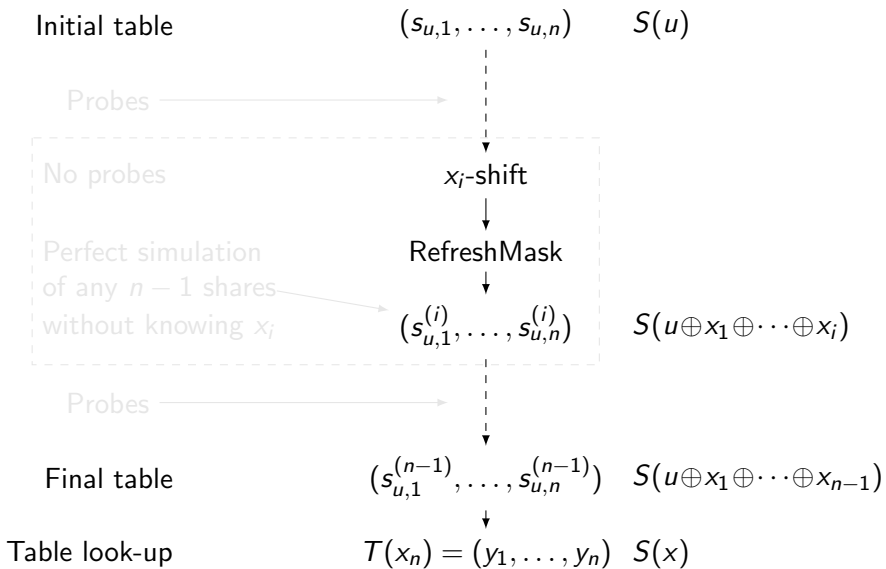 Initial table (s_{u,1}, . . . , s_{u,n}) S(u)
Probes
No probes x_i-shift
Perfect simulation RefreshMask
of any n − 1 shares
without knowing x_i (s_{u,1}^{(i)}, . . . , s_{u,n}^{(i)}) S(u⊕x_1⊕···⊕x_i)
Probes
Final table (s_{u,1}^{(n−1)}, . . . , s_{u,n}^{(n−1)}) S(u⊕x_1⊕···⊕x_{n−1})
Table look-up T(x_n) = (y_1, . . . , y_n) S(x)